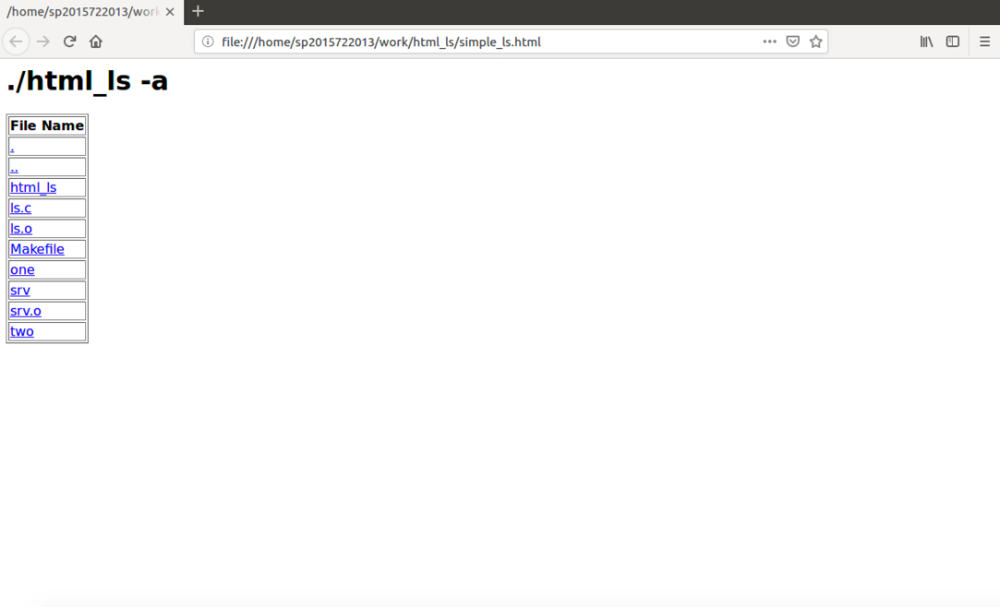 /home/sp2015722013/work
file:///home/sp2015722013/work/html_ls/simple_ls.html
./html_ls -a
File Name
.
..
html_ls
ls.c
ls.o
Makefile
one
srv
srv.o
two